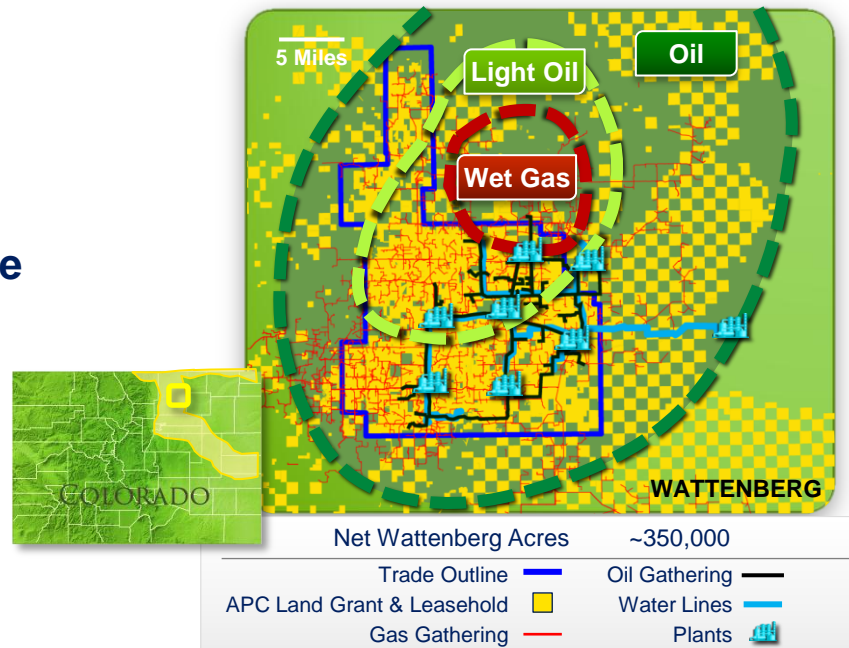 5 Miles
Light Oil
Oil
Wet Gas
COLORADO
WATTENBERG
Net Wattenberg Acres ~350,000
Trade Outline Oil Gathering
APC Land Grant & Leasehold Water Lines
Gas Gathering Plants